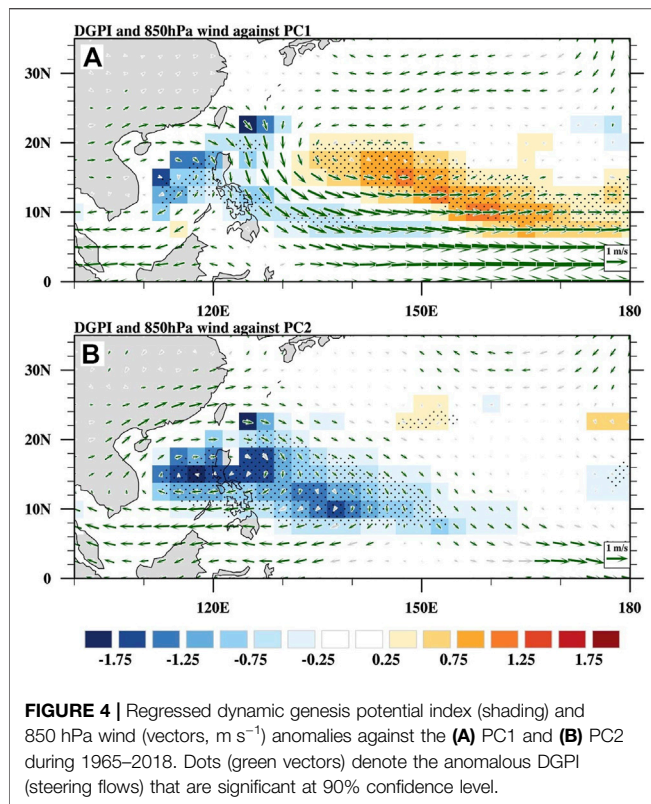 DGPI and 850hPa wind against PC1
A
30N
20N
10N
0
1 m/s
120E 150E 180
DGPI and 850hPa wind against PC2
B
30N
20N
10N
0
1 m/s
120E 150E 180
-1.75 -1.25 -0.75 -0.25 0.25 0.75 1.25 1.75
FIGURE 4 | Regressed dynamic genesis potential index (shading) and
850 hPa wind (vectors, m s−1) anomalies against the (A) PC1 and (B) PC2
during 1965–2018. Dots (green vectors) denote the anomalous DGPI
(steering flows) that are significant at 90% confidence level.